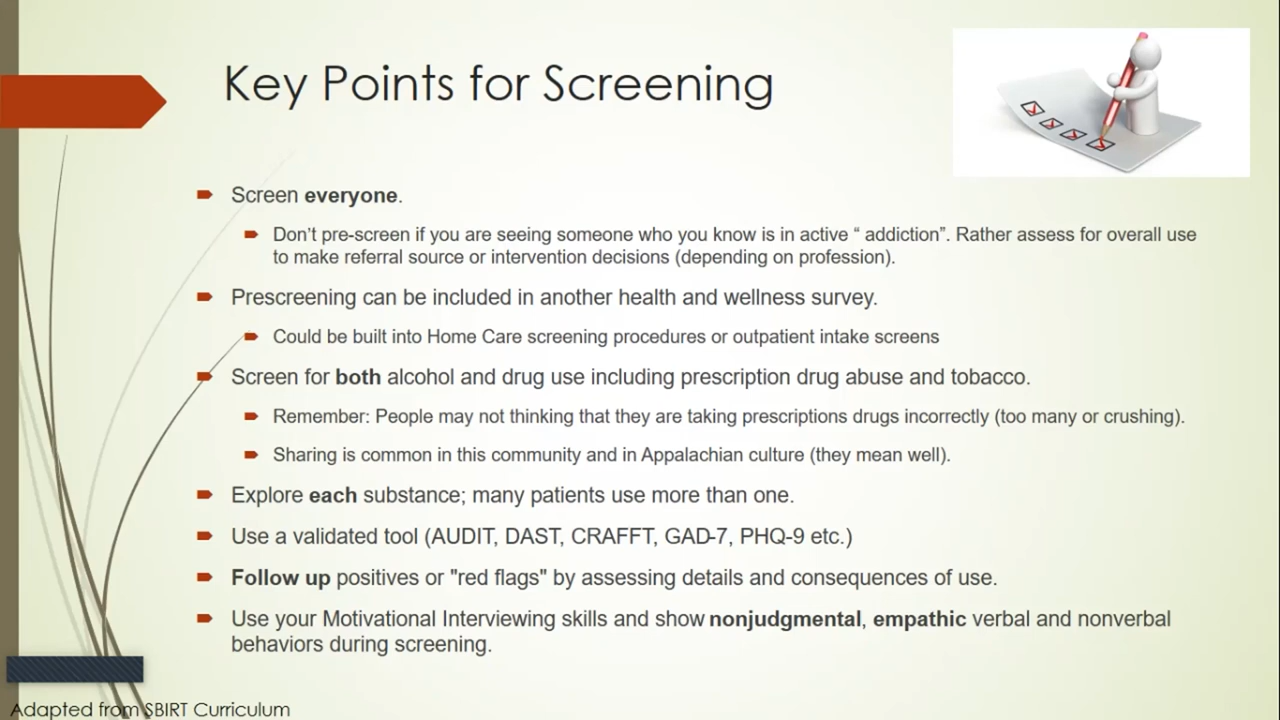 Key Points for Screening
Screen everyone.
Don't pre-screen if you are seeing someone who you know is in active “ addiction”. Rather assess for overall use
to make referral source or intervention decisions (depending on profession).
Prescreening can be included in another health and wellness survey.
Could be built into Home Care screening procedures or outpatient intake screens
Screen for both alcohol and drug use including prescription drug abuse and tobacco.
Remember: People may not thinking that they are taking prescriptions drugs incorrectly (too many or crushing).
Sharing is common in this community and in Appalachian culture (they mean well).
Explore each substance; many patients use more than one.
Use a validated tool (AUDIT, DAST, CRAFFT, GAD-7, PHQ-9 etc.)
Follow up positives or "red flags" by assessing details and consequences of use.
Use your Motivational Interviewing skills and show nonjudgmental, empathic verbal and nonverbal
behaviors during screening.
Adapted from SBIRT Curriculum